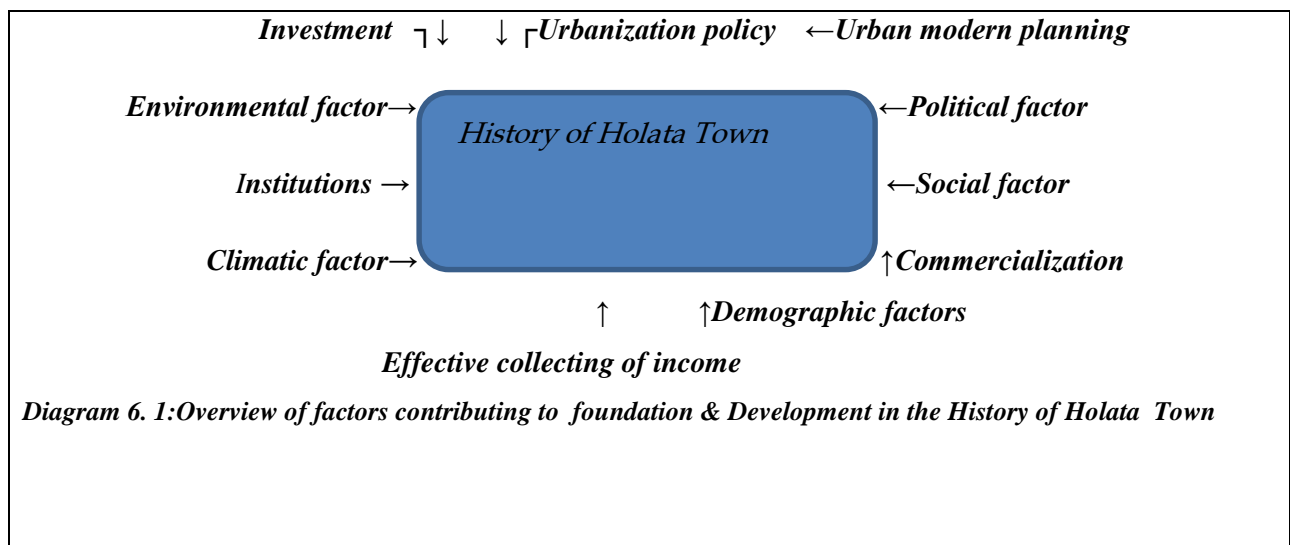 Investment ┐↓ ↓ ┌Urbanization policy ←Urban modern planning
Environmental factor→ ←Political factor
History of Holata Town
Institutions → ←Social factor
Climatic factor→ ↑Commercialization
↑ ↑Demographic factors
Effective collecting of income
Diagram 6. 1:Overview of factors contributing to foundation & Development in the History of Holata Town